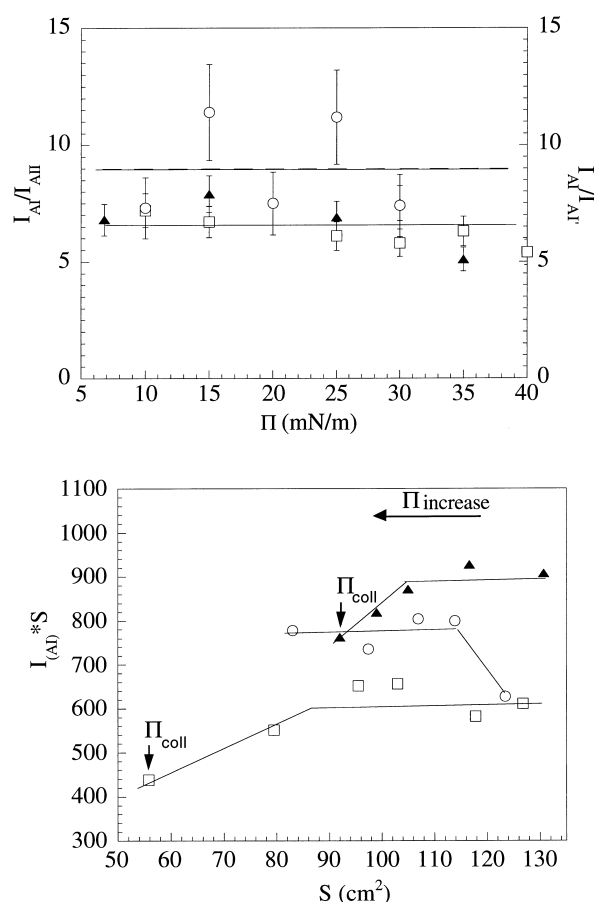 15 15
10 10
I_AI/I_AII I_AI/I_AI'
5 5
0 0
5 10 15 20 25 30 35 40
Π (mN/m)
1100
Π increase
1000
900
Π_coll
800
I_(AI)*S
700
600
Π_coll
500
400
300
50 60 70 80 90 100 110 120 130
S (cm²)